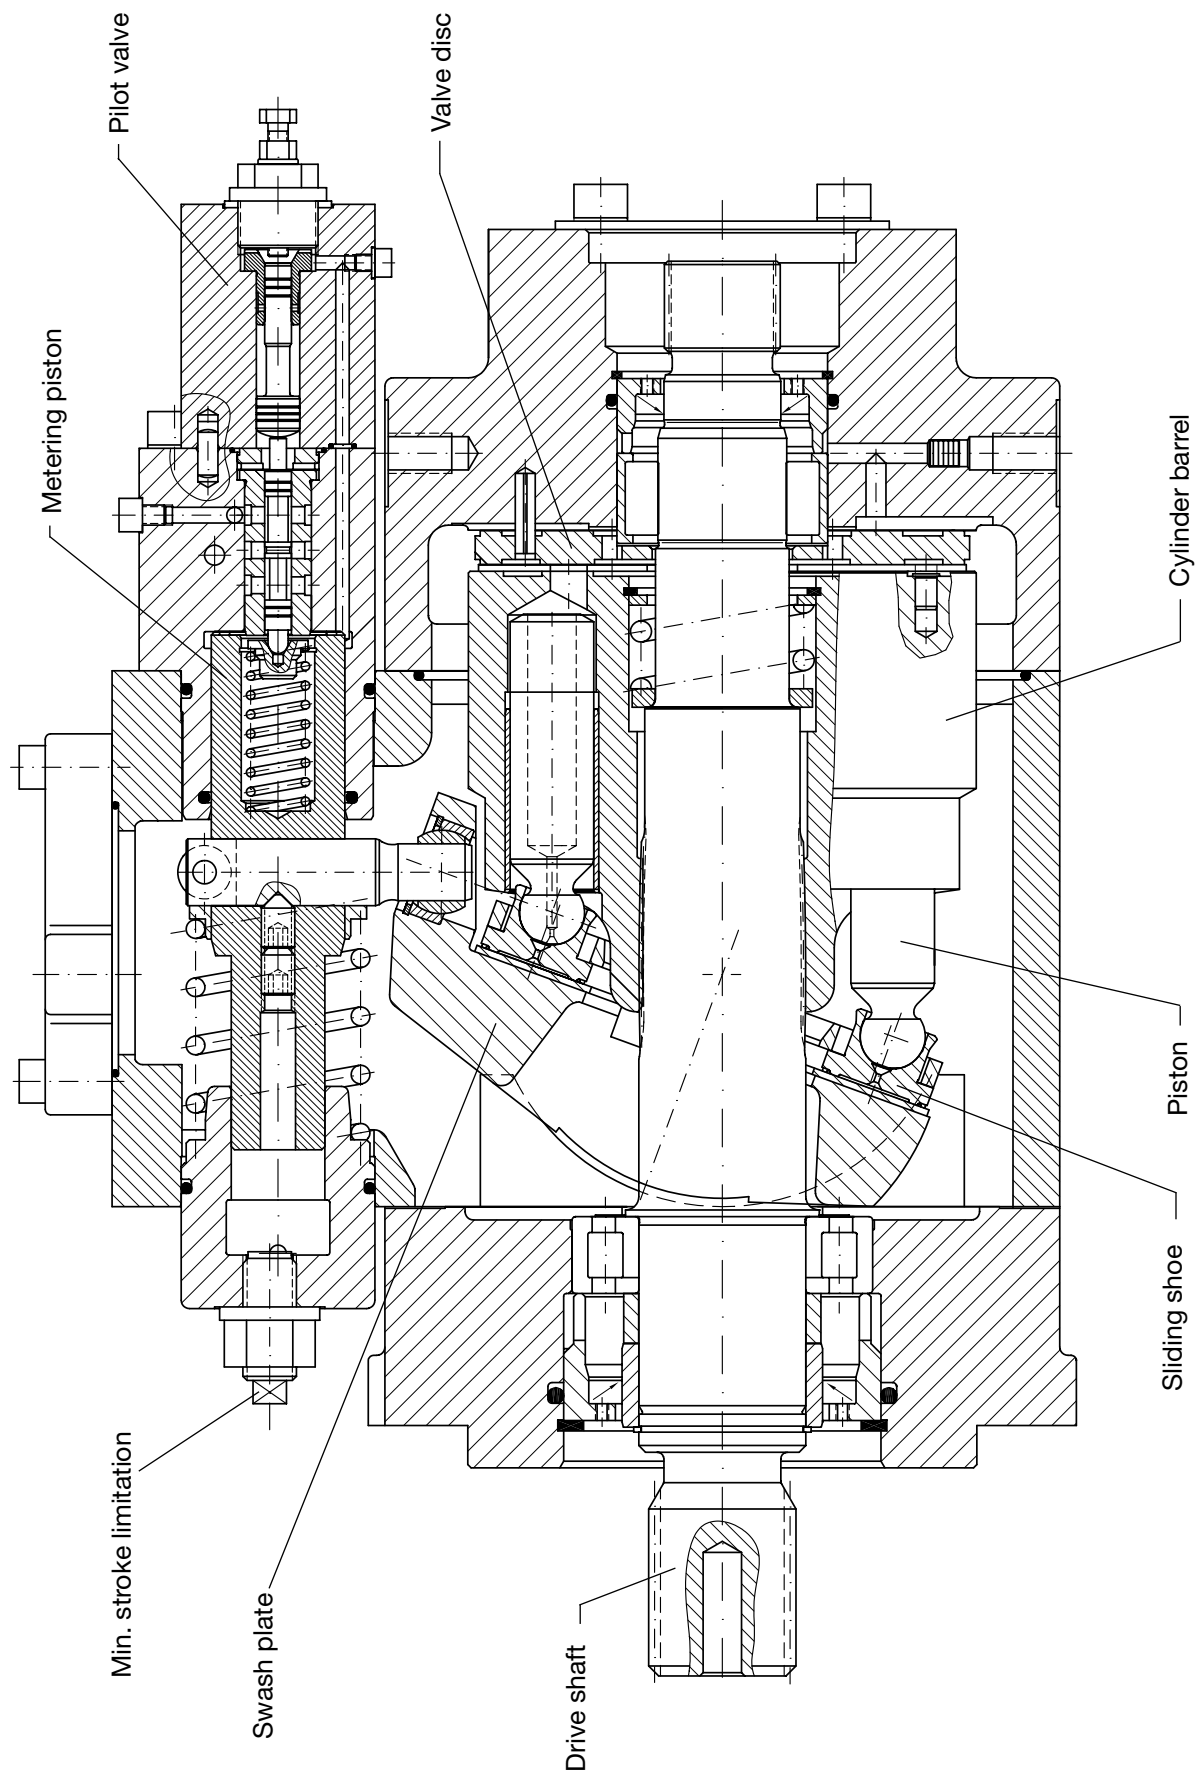 Pilot valve
Valve disc
Metering piston
Cylinder barrel
Piston
Sliding shoe
Min. stroke limitation
Swash plate
Drive shaft